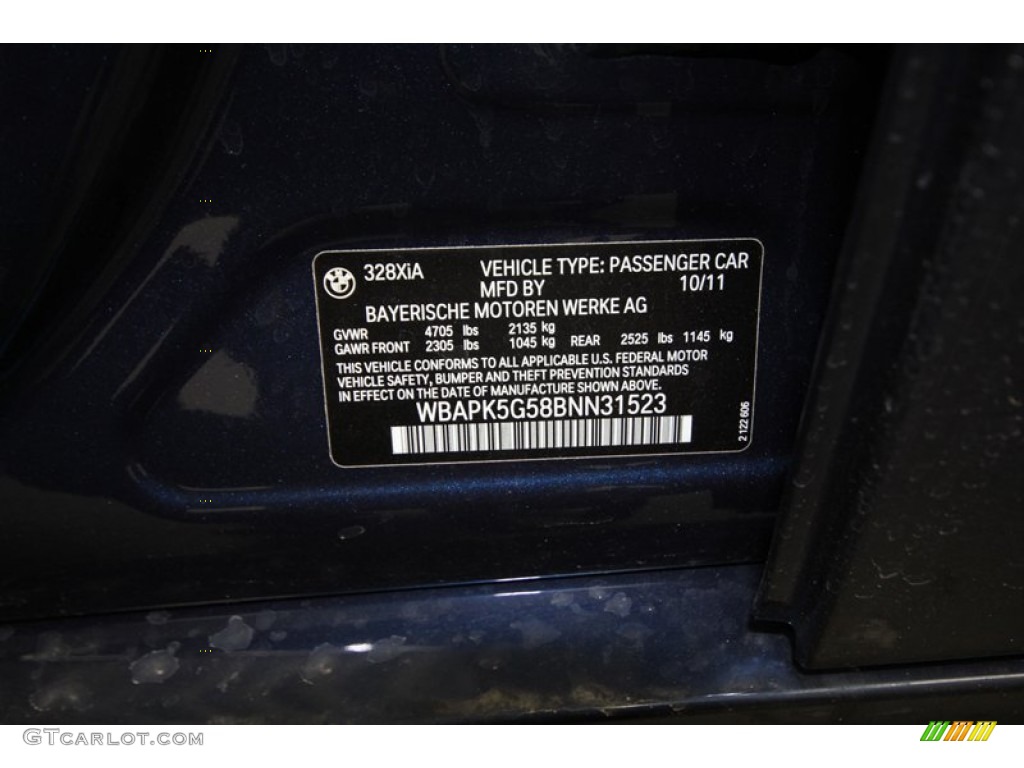 328XiA VEHICLE TYPE: PASSENGER CAR
MFD BY 10/11
BAYERISCHE MOTOREN WERKE AG
GVWR 4705 lbs 2135 kg
GAWR FRONT 2305 lbs 1045 kg REAR 2525 lbs 1145 kg
THIS VEHICLE CONFORMS TO ALL APPLICABLE U.S. FEDERAL MOTOR
VEHICLE SAFETY, BUMPER AND THEFT PREVENTION STANDARDS
IN EFFECT ON THE DATE OF MANUFACTURE SHOWN ABOVE.
WBAPK5G58BNN31523
2 122 606
GTCARLOT.COM